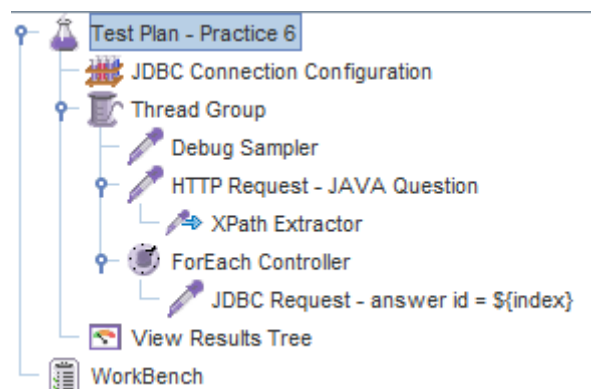 Test Plan - Practice 6
JDBC Connection Configuration
Thread Group
Debug Sampler
HTTP Request - JAVA Question
XPath Extractor
ForEach Controller
JDBC Request - answer id = ${index}
View Results Tree
WorkBench